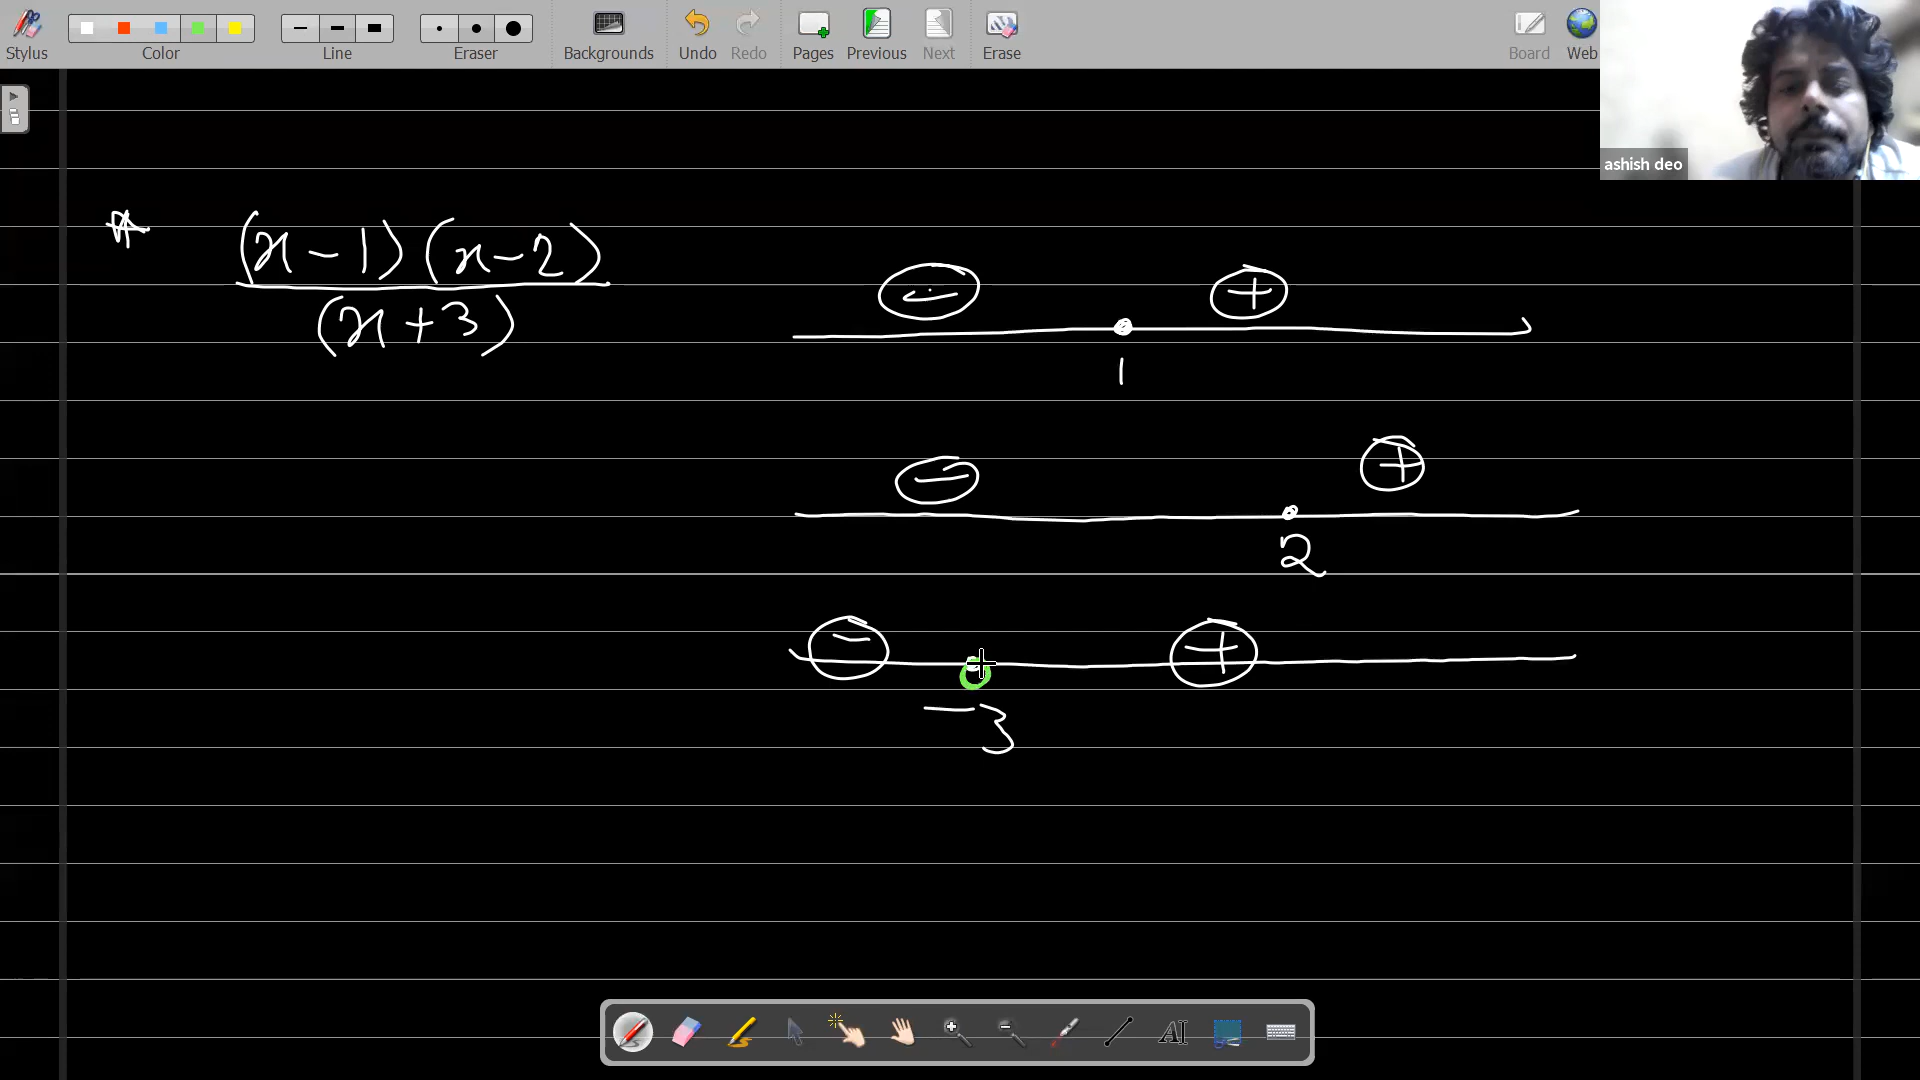 Stylus Color Line Eraser Backgrounds Undo Redo Pages Previous Next Erase Board Web
ashish deo
(x-1)(x-2)
(x+3)
- +
1
- +
2
- +
-3
AI